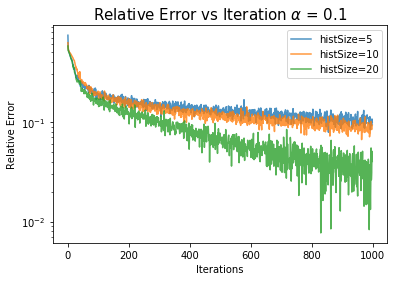 Relative Error vs Iteration α = 0.1
histSize=5
histSize=10
histSize=20
Relative Error
10⁻¹
10⁻²
0 200 400 600 800 1000
Iterations